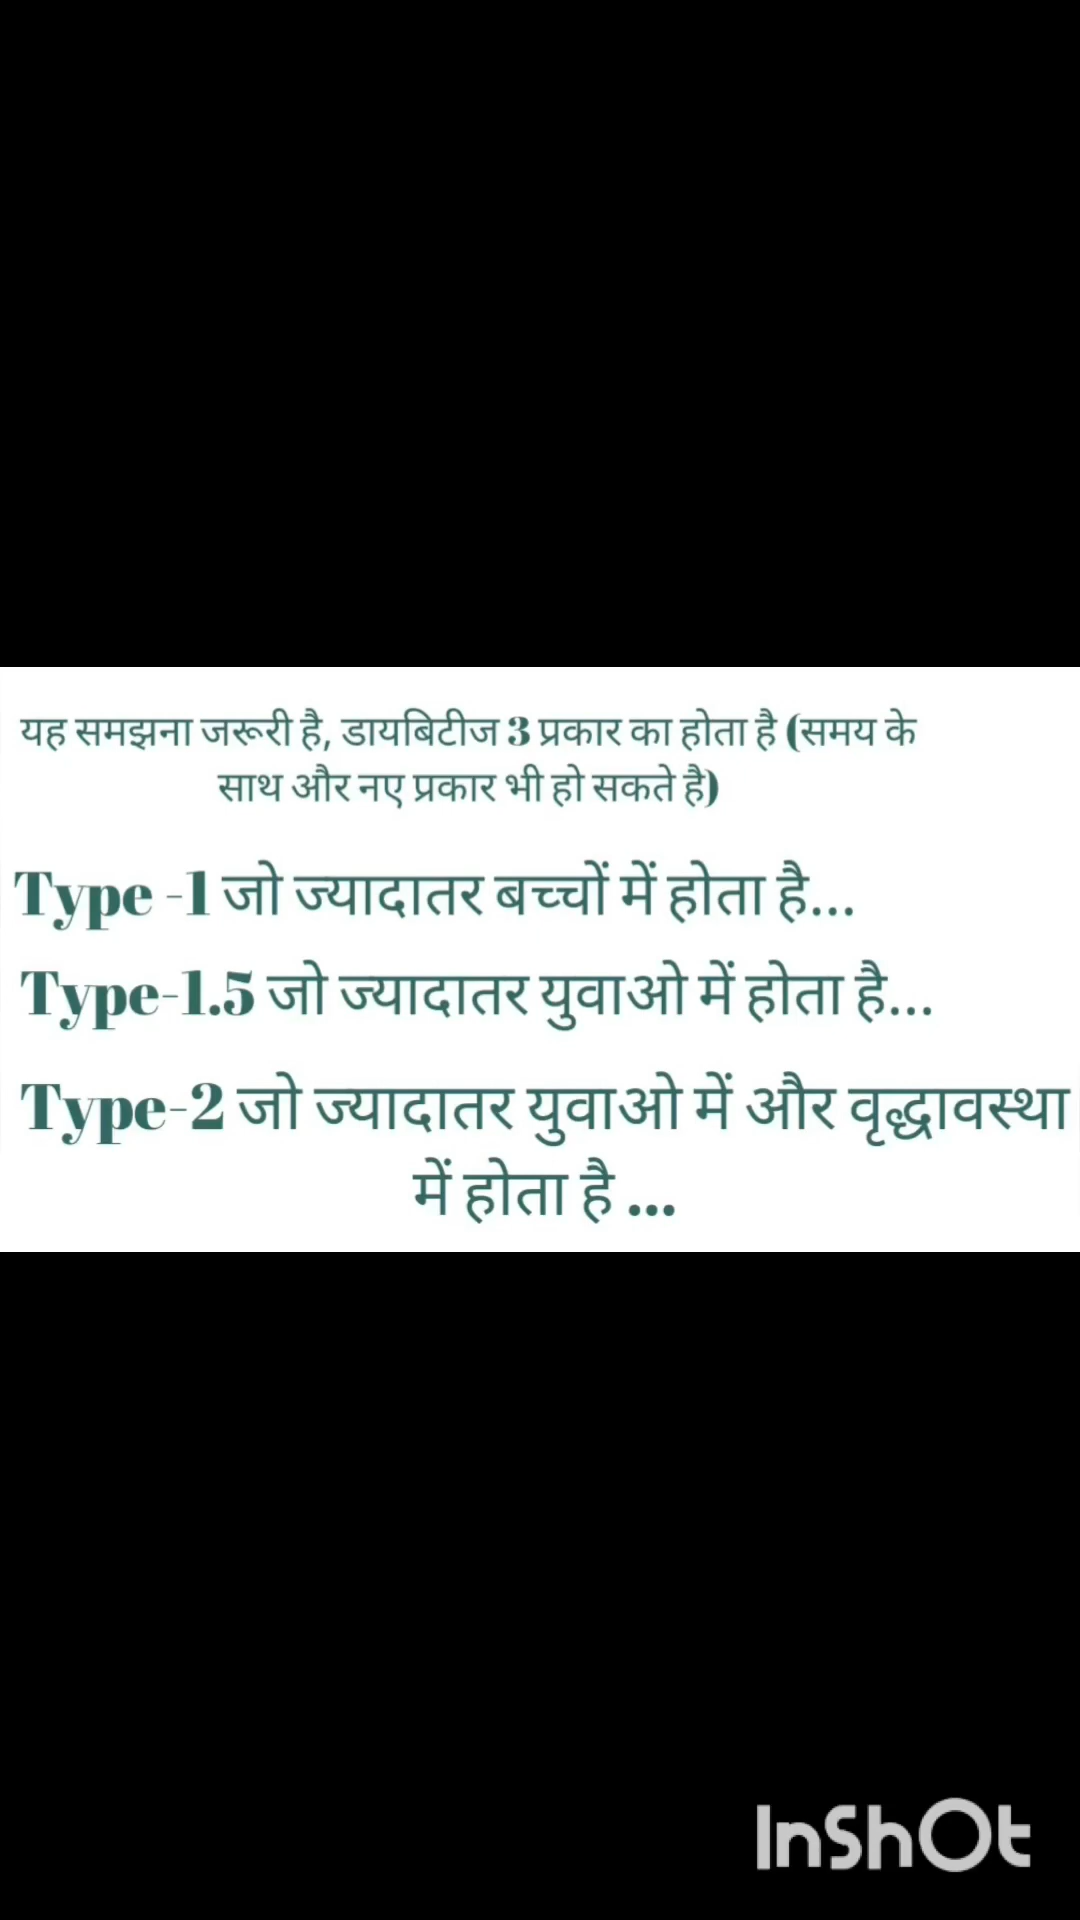 यह समझना जरूरी है, डायबिटीज 3 प्रकार का होता है (समय के
साथ और नए प्रकार भी हो सकते है)
Type -1 जो ज्यादातर बच्चों में होता है...
Type-1.5 जो ज्यादातर युवाओ में होता है...
Type-2 जो ज्यादातर युवाओ में और वृद्धावस्था
में होता है ...
InShOt